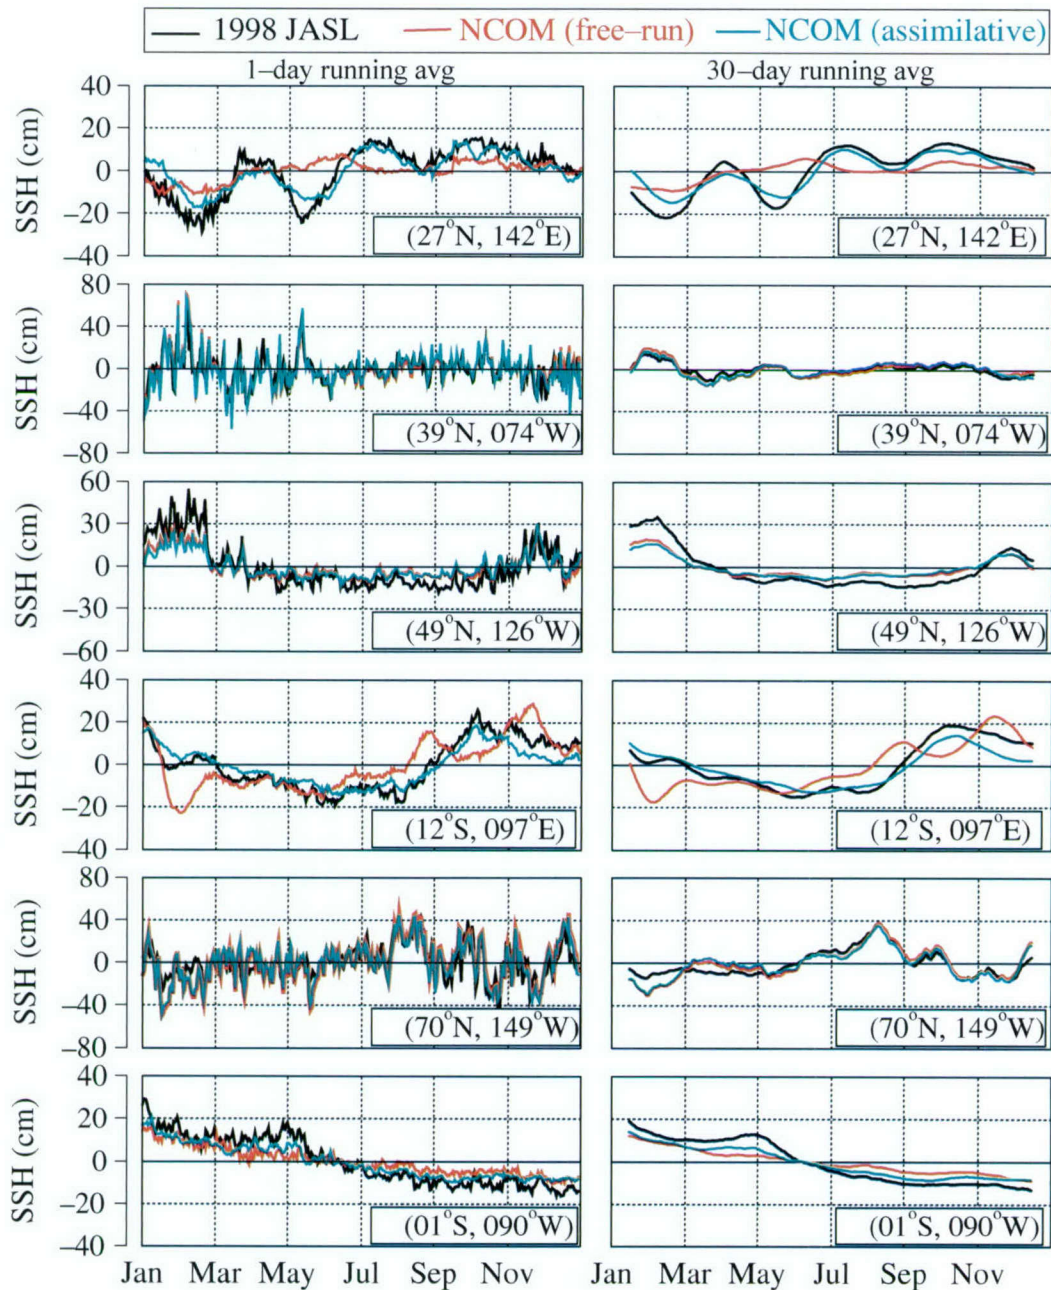 1998 JASL NCOM (free–run) NCOM (assimilative)
1–day running avg 30–day running avg
SSH (cm)
40
20
0
–20
–40
(27°N, 142°E) (27°N, 142°E)
SSH (cm)
80
40
0
–40
–80
(39°N, 074°W) (39°N, 074°W)
SSH (cm)
60
30
0
–30
–60
(49°N, 126°W) (49°N, 126°W)
SSH (cm)
40
20
0
–20
–40
(12°S, 097°E) (12°S, 097°E)
SSH (cm)
80
40
0
–40
–80
(70°N, 149°W) (70°N, 149°W)
SSH (cm)
40
20
0
–20
–40
(01°S, 090°W) (01°S, 090°W)
Jan Mar May Jul Sep Nov Jan Mar May Jul Sep Nov